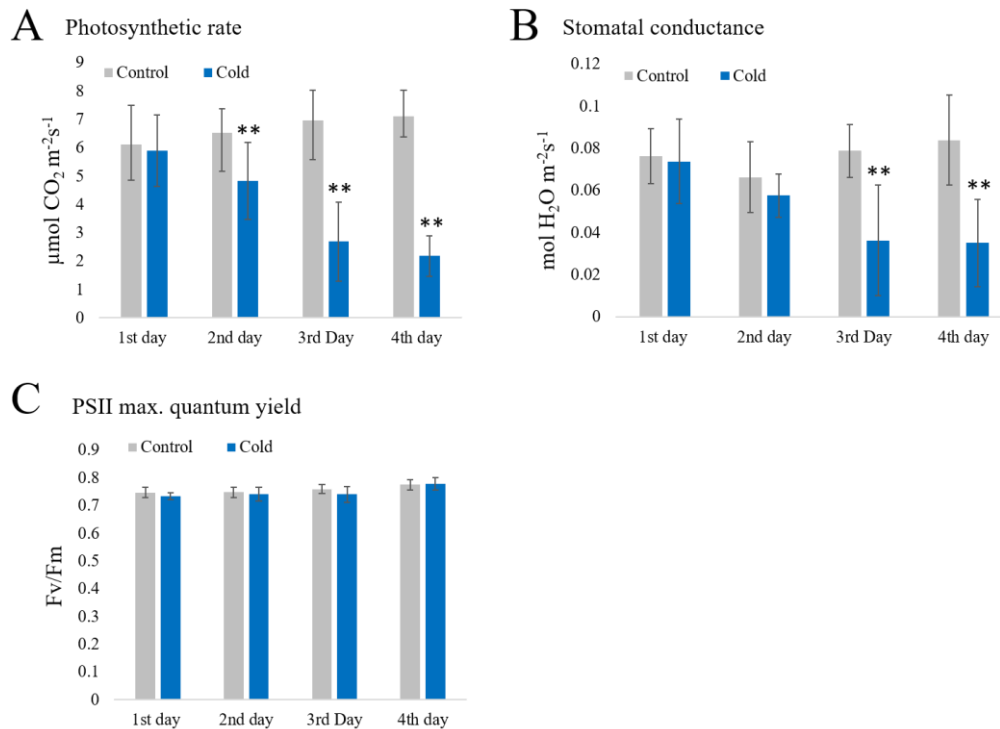 A Photosynthetic rate
Control Cold
µmol CO₂ m⁻²s⁻¹
9
8
7
6
5
4
3
2
1
0
**
**
**
1st day 2nd day 3rd Day 4th day
B Stomatal conductance
Control Cold
mol H₂O m⁻²s⁻¹
0.12
0.1
0.08
0.06
0.04
0.02
0
**
**
1st day 2nd day 3rd Day 4th day
C PSII max. quantum yield
Control Cold
Fv/Fm
0.9
0.8
0.7
0.6
0.5
0.4
0.3
0.2
0.1
0
1st day 2nd day 3rd Day 4th day